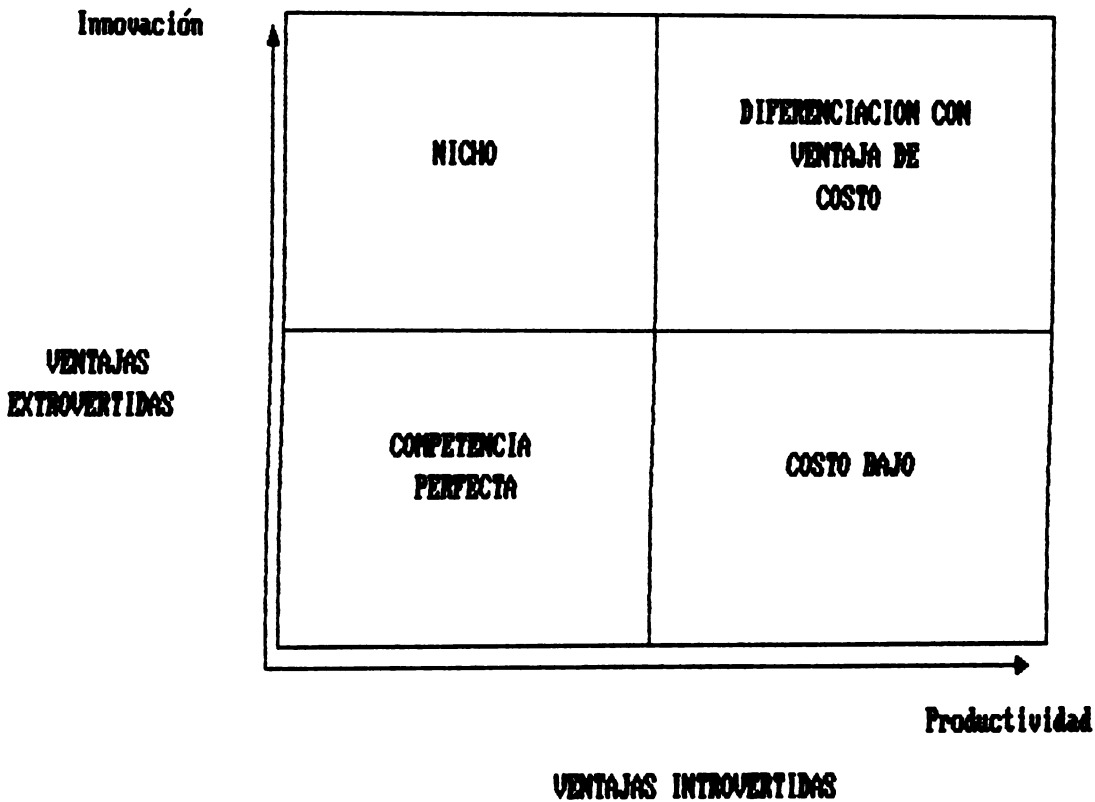 Innovación
NICHO
DIFERENCIACION CON
VENTAJA DE
COSTO
VENTAJAS
EXTROVERTIDAS
COMPETENCIA
PERFECTA
COSTO BAJO
Productividad
VENTAJAS INTROVERTIDAS